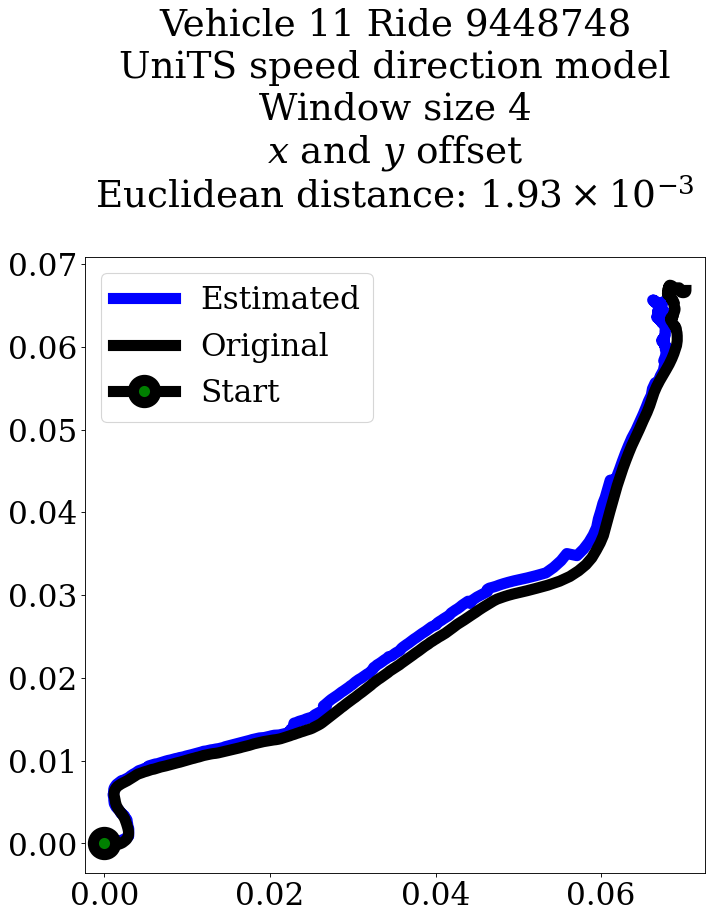 Vehicle 11 Ride 9448748
UniTS speed direction model
Window size 4
x and y offset
Euclidean distance: 1.93 × 10⁻³
0.07
0.06
0.05
0.04
0.03
0.02
0.01
0.00
Estimated
Original
Start
0.00 0.02 0.04 0.06